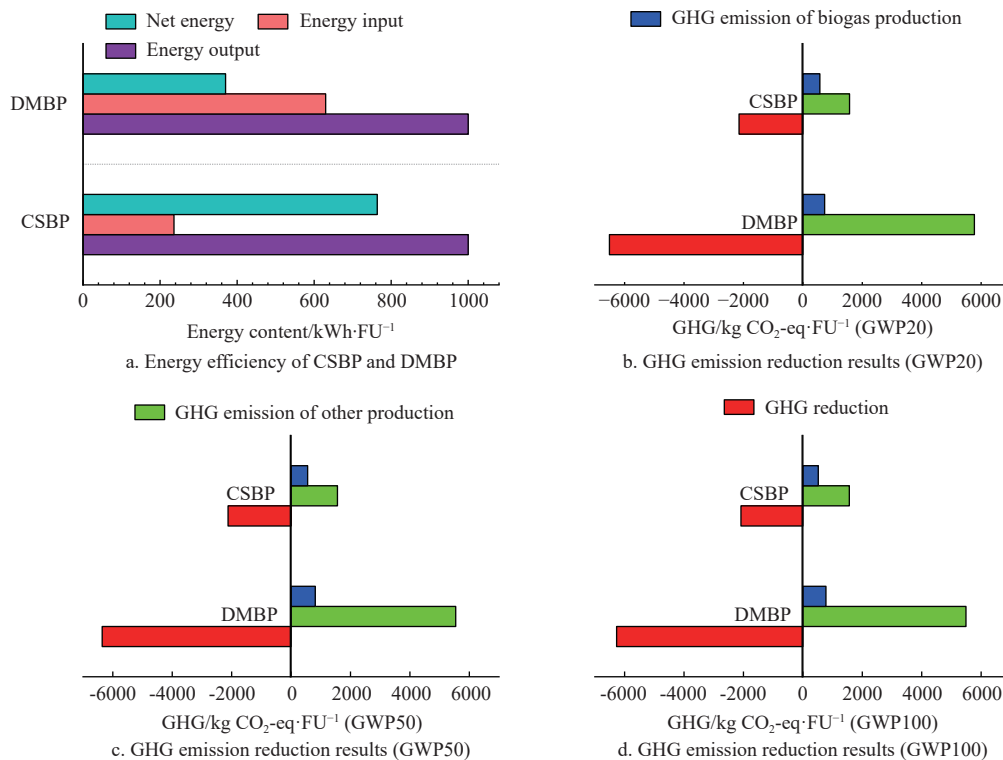 Net energy
Energy input
Energy output
DMBP
CSBP
0
200
400
600
800
1000
Energy content/kWh·FU⁻¹
a. Energy efficiency of CSBP and DMBP
GHG emission of biogas production
CSBP
DMBP
−6000
−4000
−2000
0
2000
4000
6000
GHG/kg CO₂-eq·FU⁻¹ (GWP20)
b. GHG emission reduction results (GWP20)
GHG emission of other production
CSBP
DMBP
-6000
-4000
-2000
0
2000
4000
6000
GHG/kg CO₂-eq·FU⁻¹ (GWP50)
c. GHG emission reduction results (GWP50)
GHG reduction
CSBP
DMBP
-6000
-4000
-2000
0
2000
4000
6000
GHG/kg CO₂-eq·FU⁻¹ (GWP100)
d. GHG emission reduction results (GWP100)